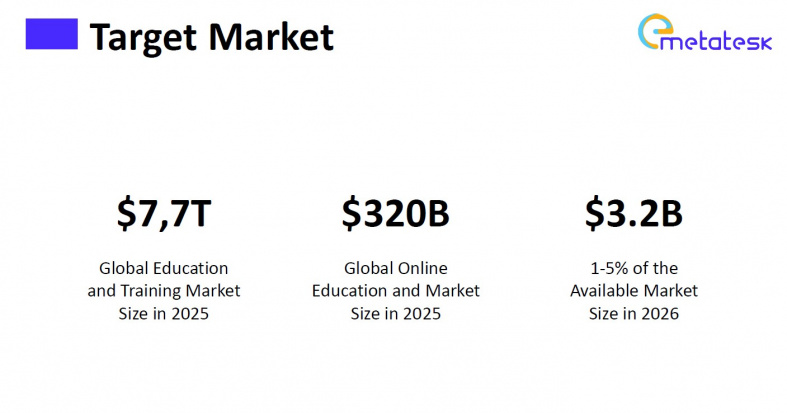 Target Market
metatesk
$7,7T
Global Education
and Training Market
Size in 2025
$320B
Global Online
Education and Market
Size in 2025
$3.2B
1-5% of the
Available Market
Size in 2026